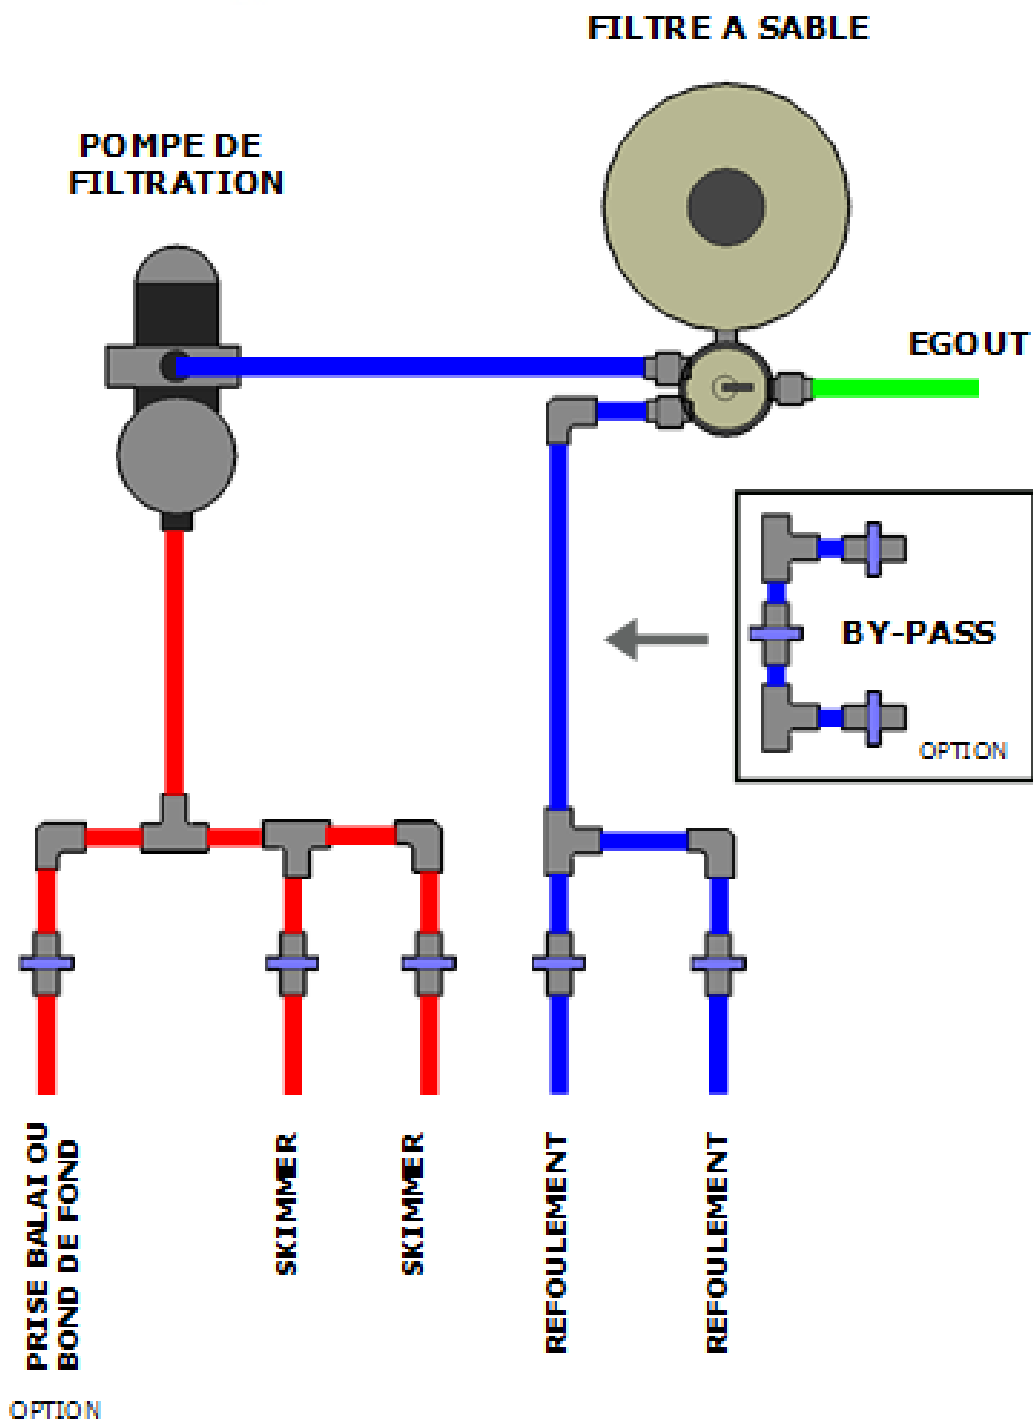 FILTRE A SABLE
POMPE DE
FILTRATION
EGOUT
BY-PASS
OPTION
PRISE BALAI OU
BOND DE FOND
SKIMMER
SKIMMER
REFOULEMENT
REFOULEMENT
OPTION